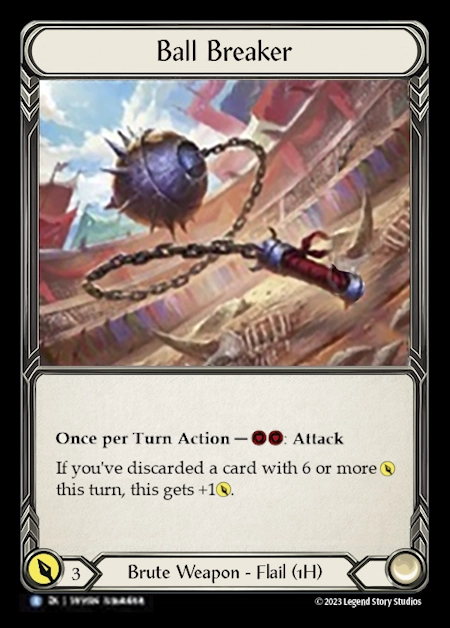 Ball Breaker
Once per Turn Action — : Attack
If you've discarded a card with 6 or more
this turn, this gets +1.
3
Brute Weapon - Flail (1H)
© 2023 Legend Story Studios